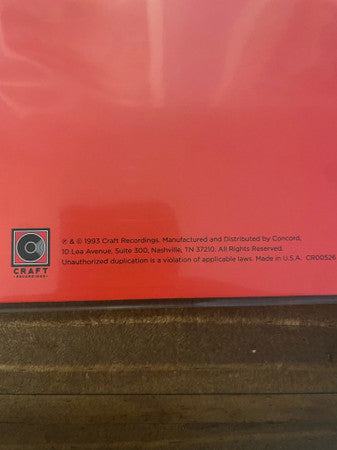 ℗ & © 1993 Craft Recordings. Manufactured and Distributed by Concord,
10 Lea Avenue, Suite 300, Nashville, TN 37210. All Rights Reserved.
Unauthorized duplication is a violation of applicable laws. Made in U.S.A. CR00526
CRAFT
RECORDINGS